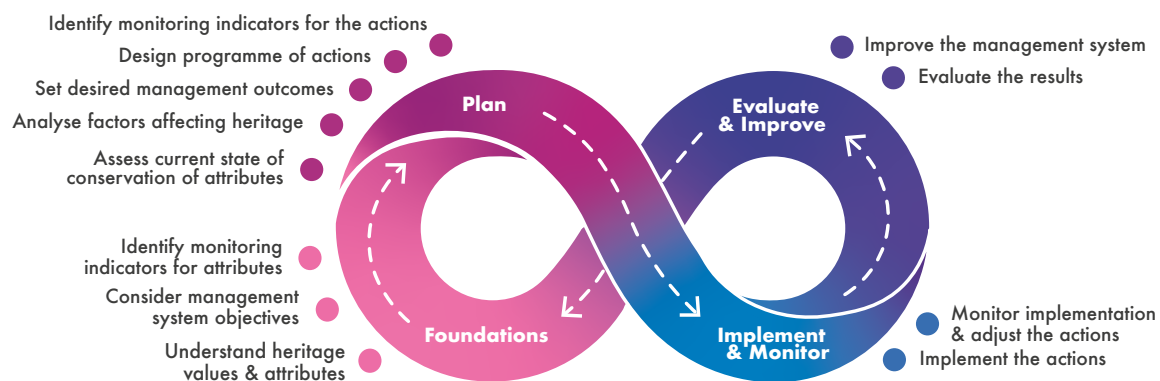 Identify monitoring indicators for the actions
Design programme of actions
Set desired management outcomes
Analyse factors affecting heritage
Assess current state of
conservation of attributes
Identify monitoring
indicators for attributes
Consider management
system objectives
Understand heritage
values & attributes
Plan
Foundations
Evaluate
& Improve
Implement
& Monitor
Improve the management system
Evaluate the results
Monitor implementation
& adjust the actions
Implement the actions